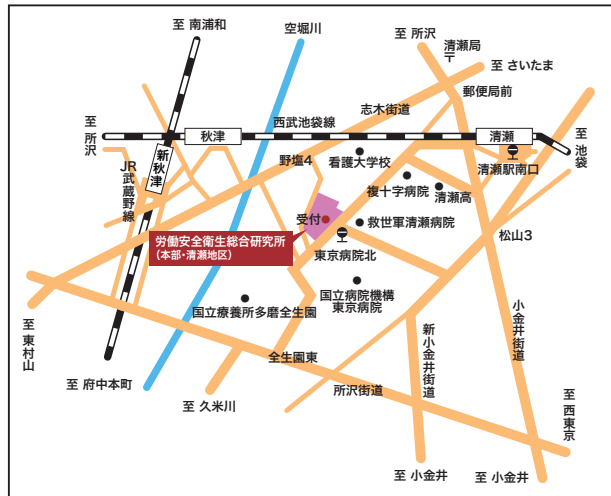 至 南浦和
空堀川
至 所沢
清瀬局
至 さいたま
郵便局前
志木街道
至 所沢
秋津
西武池袋線
清瀬
至 池袋
新秋津
JR武蔵野線
野塩4
看護大学校
清瀬駅南口
複十字病院
清瀬高
受付
救世軍清瀬病院
松山3
労働安全衛生総合研究所
(本部・清瀬地区)
東京病院北
国立療養所多磨全生園
国立病院機構
東京病院
至 東村山
小金井街道
新小金井街道
全生園東
至 府中本町
所沢街道
至 久米川
至 西東京
至 小金井
至 小金井